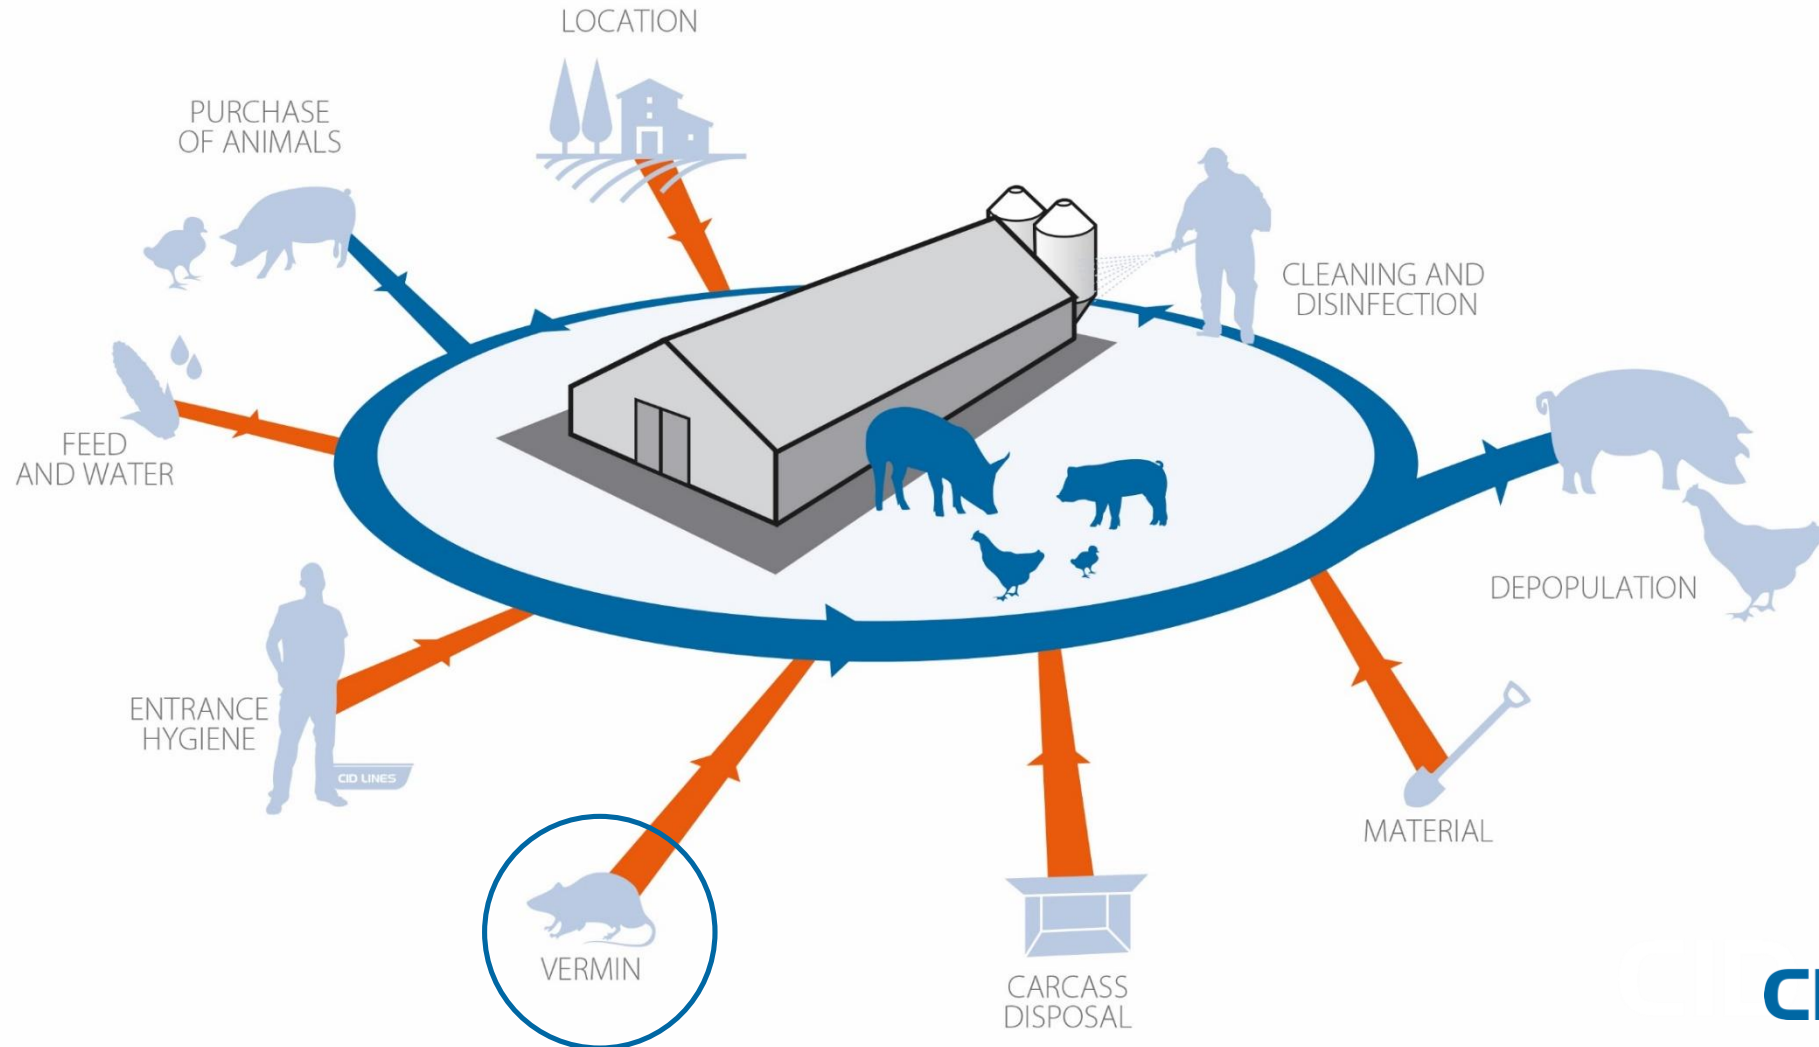 LOCATION
PURCHASE
OF ANIMALS
CLEANING AND
DISINFECTION
FEED
AND WATER
DEPOPULATION
ENTRANCE
HYGIENE
CID LINES
MATERIAL
VERMIN
CARCASS
DISPOSAL